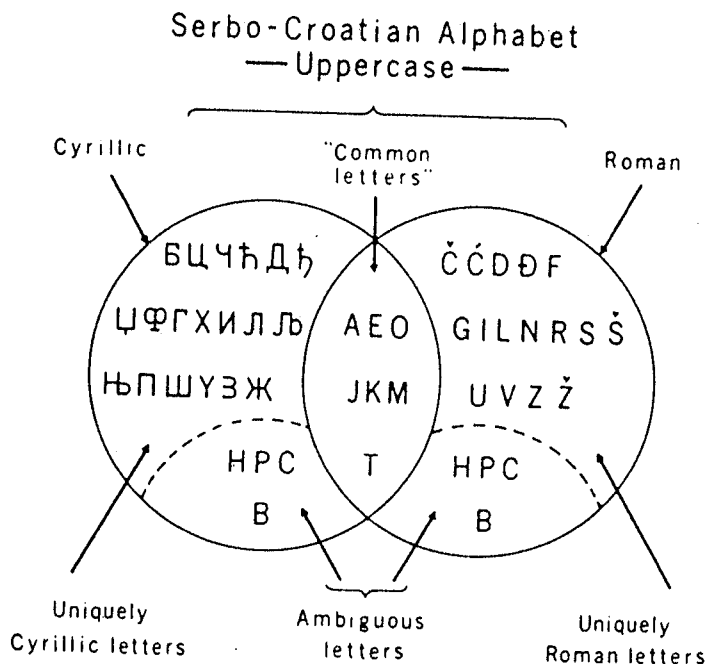 Serbo-Croatian Alphabet
—Uppercase—
Cyrillic
"Common
letters"
Roman
БЦЧЋДЂ
ЏФГХИЛЉ
ЊПШУЗЖ
HPC
B
AEO
JKM
T
ČĆDĐF
GILNRSŠ
UVZŽ
HPC
B
Uniquely
Cyrillic letters
Ambiguous
letters
Uniquely
Roman letters